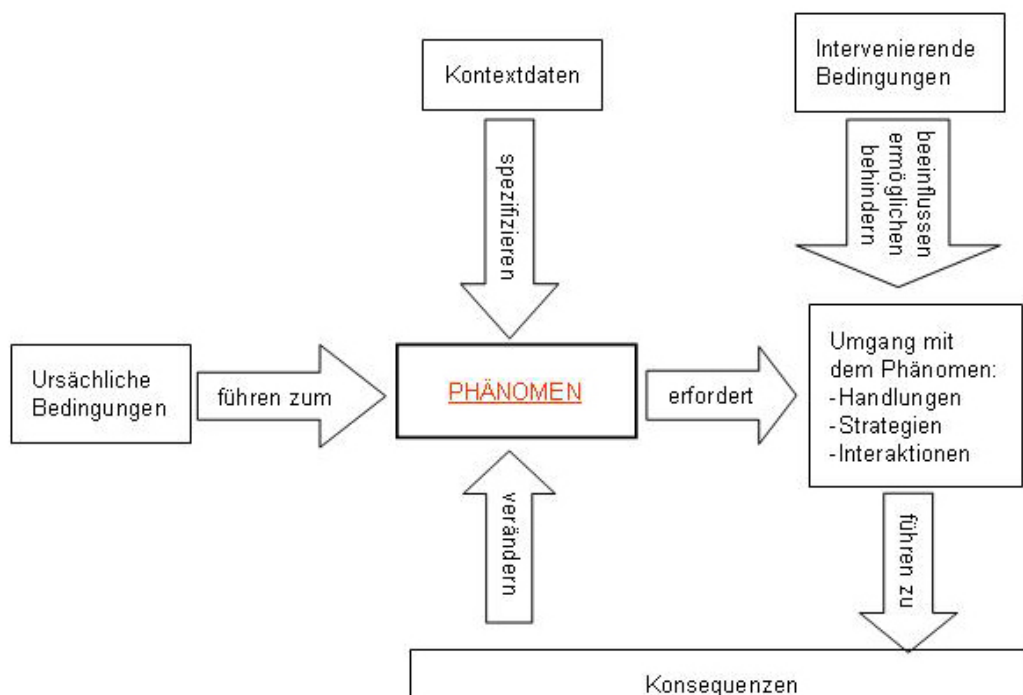 Kontextdaten
Intervenierende
Bedingungen
spezifizieren
beeinflussen
ermöglichen
behindern
Ursächliche
Bedingungen
führen zum
PHÄNOMEN
erfordert
Umgang mit
dem Phänomen:
-Handlungen
-Strategien
-Interaktionen
verändern
führen zu
Konsequenzen